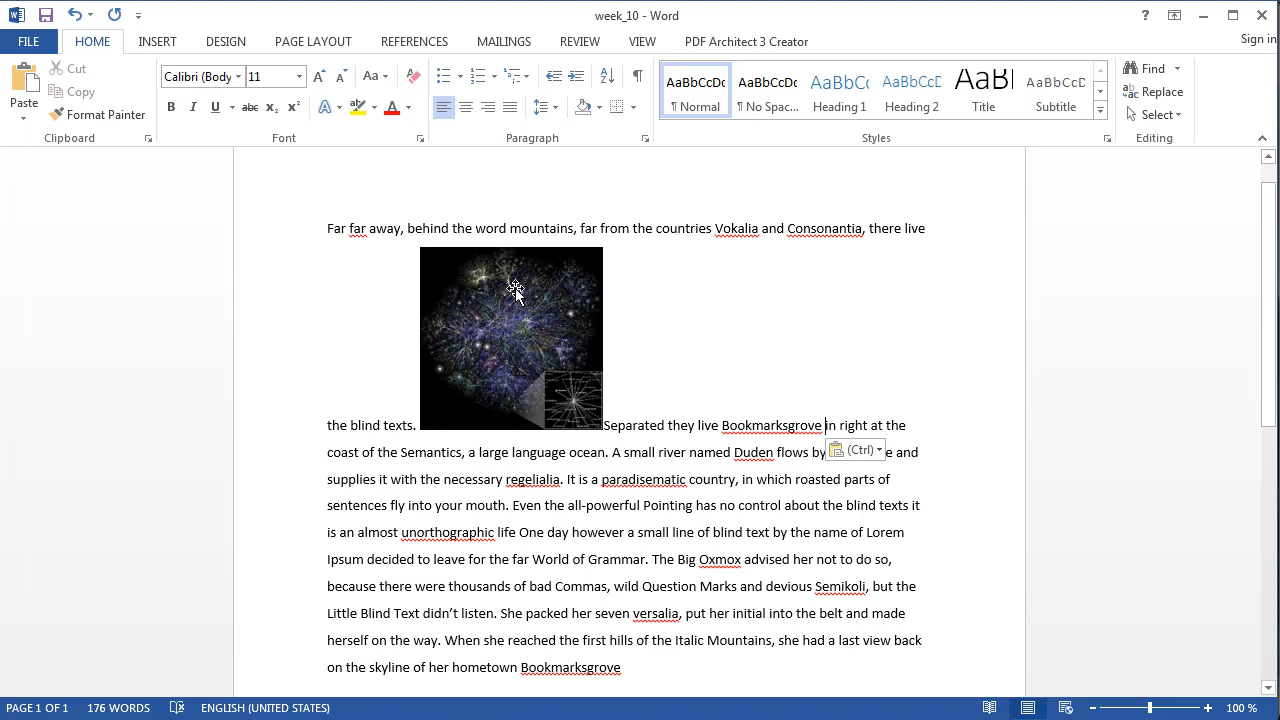 week_10 - Word
Sign in
FILE HOME INSERT DESIGN PAGE LAYOUT REFERENCES MAILINGS REVIEW VIEW PDF Architect 3 Creator
Paste
Cut
Copy
Format Painter
Clipboard
Calibri (Body 11
Font
Paragraph
AaBbCcDc AaBbCcDc AaBbC( AaBbCcD AaBl AaBbCcD
¶ Normal ¶ No Spac... Heading 1 Heading 2 Title Subtitle
Styles
Find
Replace
Select
Editing
Far far away, behind the word mountains, far from the countries Vokalia and Consonantia, there live
the blind texts. Separated they live Bookmarksgrove in right at the
(Ctrl)
coast of the Semantics, a large language ocean. A small river named Duden flows by e and
supplies it with the necessary regelialia. It is a paradisematic country, in which roasted parts of
sentences fly into your mouth. Even the all-powerful Pointing has no control about the blind texts it
is an almost unorthographic life One day however a small line of blind text by the name of Lorem
Ipsum decided to leave for the far World of Grammar. The Big Oxmox advised her not to do so,
because there were thousands of bad Commas, wild Question Marks and devious Semikoli, but the
Little Blind Text didn’t listen. She packed her seven versalia, put her initial into the belt and made
herself on the way. When she reached the first hills of the Italic Mountains, she had a last view back
on the skyline of her hometown Bookmarksgrove
PAGE 1 OF 1 176 WORDS ENGLISH (UNITED STATES) 100 %